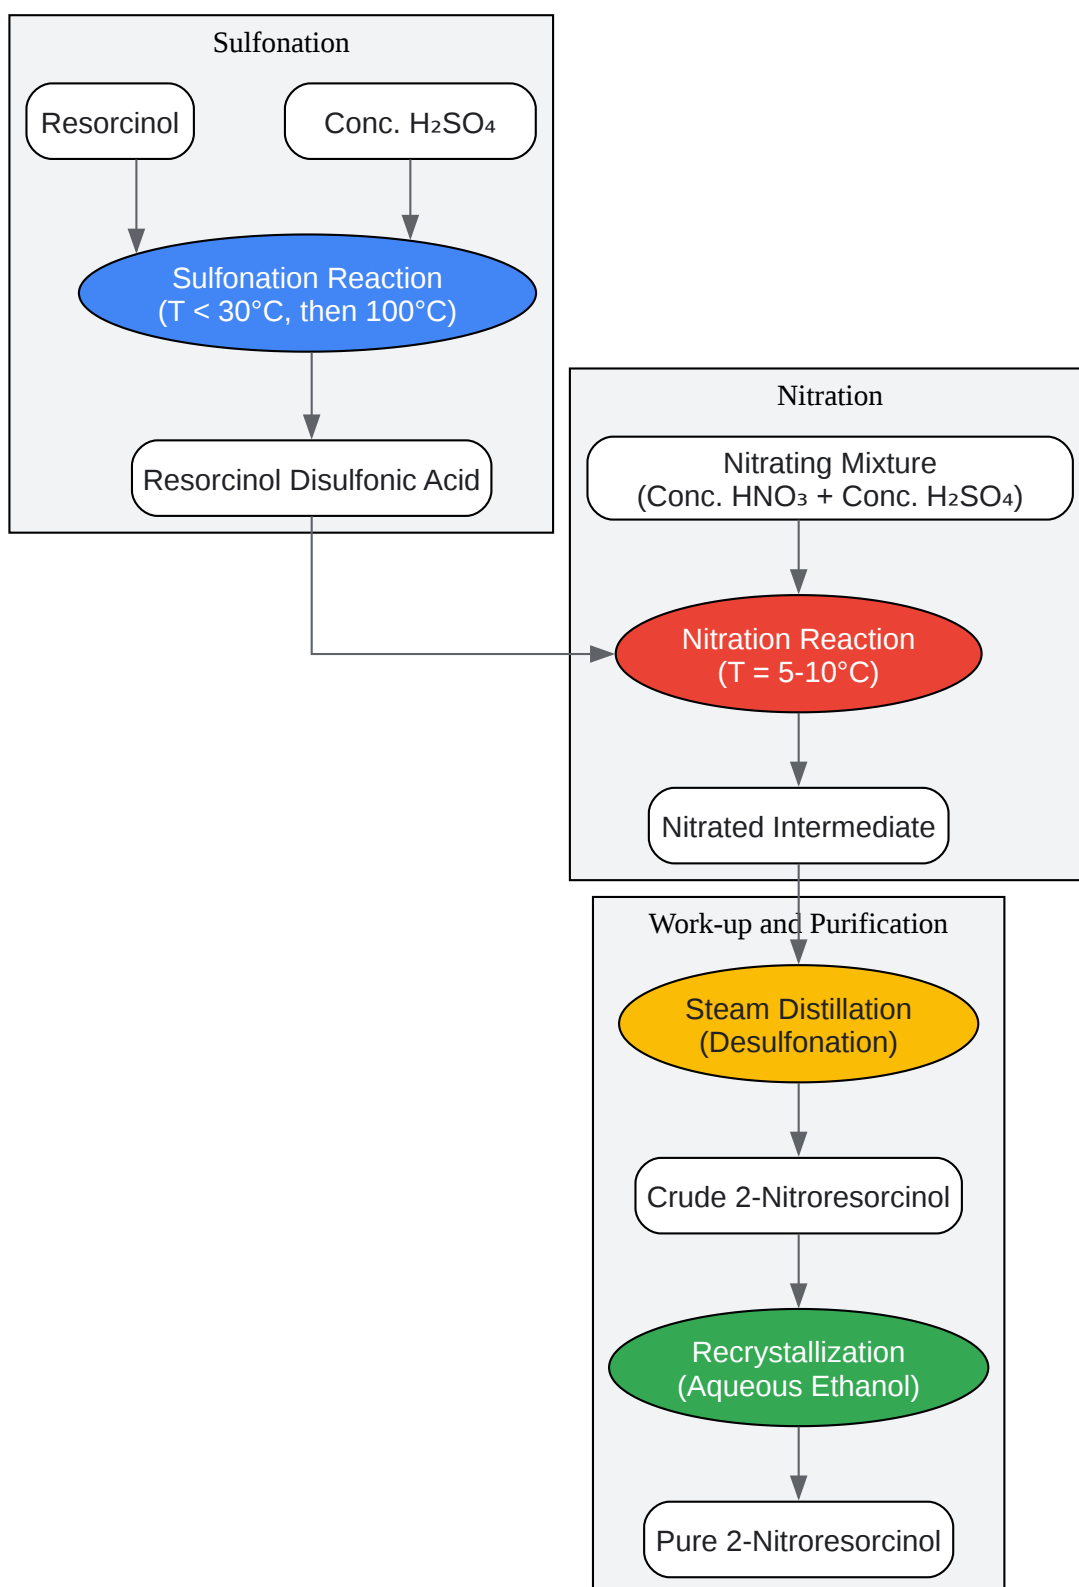 Sulfonation
Resorcinol
Conc. H₂SO₄
Sulfonation Reaction
(T < 30°C, then 100°C)
Resorcinol Disulfonic Acid
Nitration
Nitrating Mixture
(Conc. HNO₃ + Conc. H₂SO₄)
Nitration Reaction
(T = 5-10°C)
Nitrated Intermediate
Work-up and Purification
Steam Distillation
(Desulfonation)
Crude 2-Nitroresorcinol
Recrystallization
(Aqueous Ethanol)
Pure 2-Nitroresorcinol